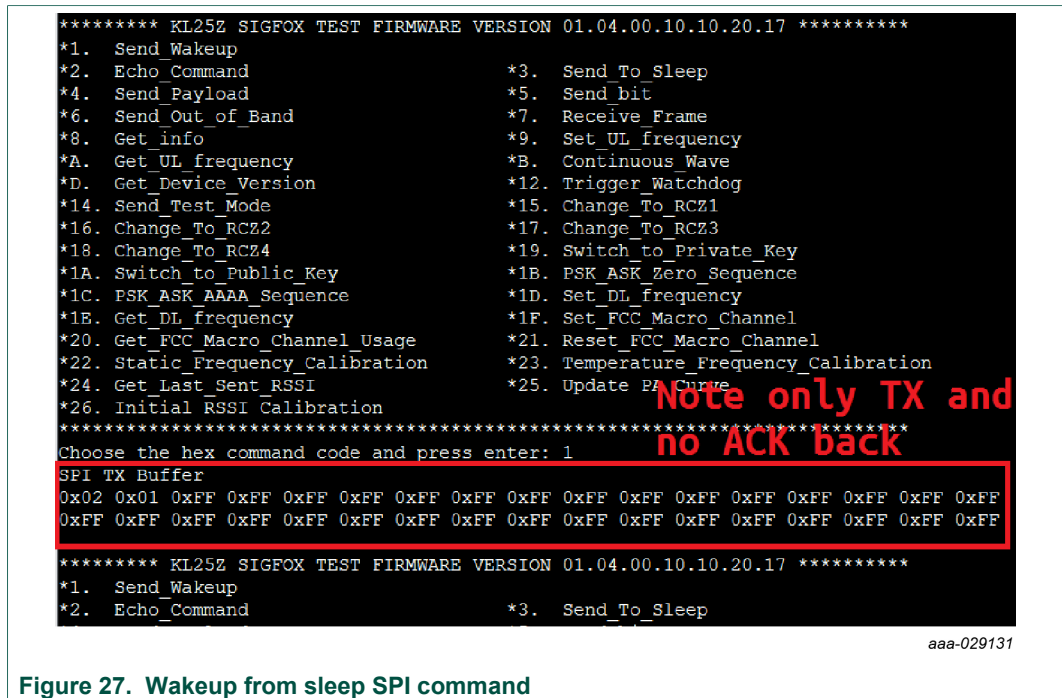 ********* KL25Z SIGFOX TEST FIRMWARE VERSION 01.04.00.10.10.20.17 **********
*1.  Send_Wakeup
*2.  Echo_Command *3.  Send_To_Sleep
*4.  Send_Payload *5.  Send_bit
*6.  Send_Out_of_Band *7.  Receive_Frame
*8.  Get_info *9.  Set_UL_frequency
*A.  Get_UL_frequency *B.  Continuous_Wave
*D.  Get_Device_Version *12. Trigger_Watchdog
*14. Send_Test_Mode *15. Change_To_RCZ1
*16. Change_To_RCZ2 *17. Change_To_RCZ3
*18. Change_To_RCZ4 *19. Switch_to_Private_Key
*1A. Switch_to_Public_Key *1B. PSK_ASK_Zero_Sequence
*1C. PSK_ASK_AAAA_Sequence *1D. Set_DL_frequency
*1E. Get_DL_frequency *1F. Set_FCC_Macro_Channel
*20. Get_FCC_Macro_Channel_Usage *21. Reset_FCC_Macro_Channel
*22. Static_Frequency_Calibration *23. Temperature_Frequency_Calibration
*24. Get_Last_Sent_RSSI *25. Update PA_Curve
*26. Initial RSSI Calibration
Note only TX and
no ACK back
****************************************************************************
Choose the hex command code and press enter: 1
SPI TX Buffer
0x02 0x01 0xFF 0xFF 0xFF 0xFF 0xFF 0xFF 0xFF 0xFF 0xFF 0xFF 0xFF 0xFF 0xFF 0xFF 0xFF
0xFF 0xFF 0xFF 0xFF 0xFF 0xFF 0xFF 0xFF 0xFF 0xFF 0xFF 0xFF 0xFF 0xFF 0xFF 0xFF 0xFF
********* KL25Z SIGFOX TEST FIRMWARE VERSION 01.04.00.10.10.20.17 **********
*1.  Send_Wakeup
*2.  Echo_Command *3.  Send_To_Sleep
aaa-029131
Figure 27. Wakeup from sleep SPI command